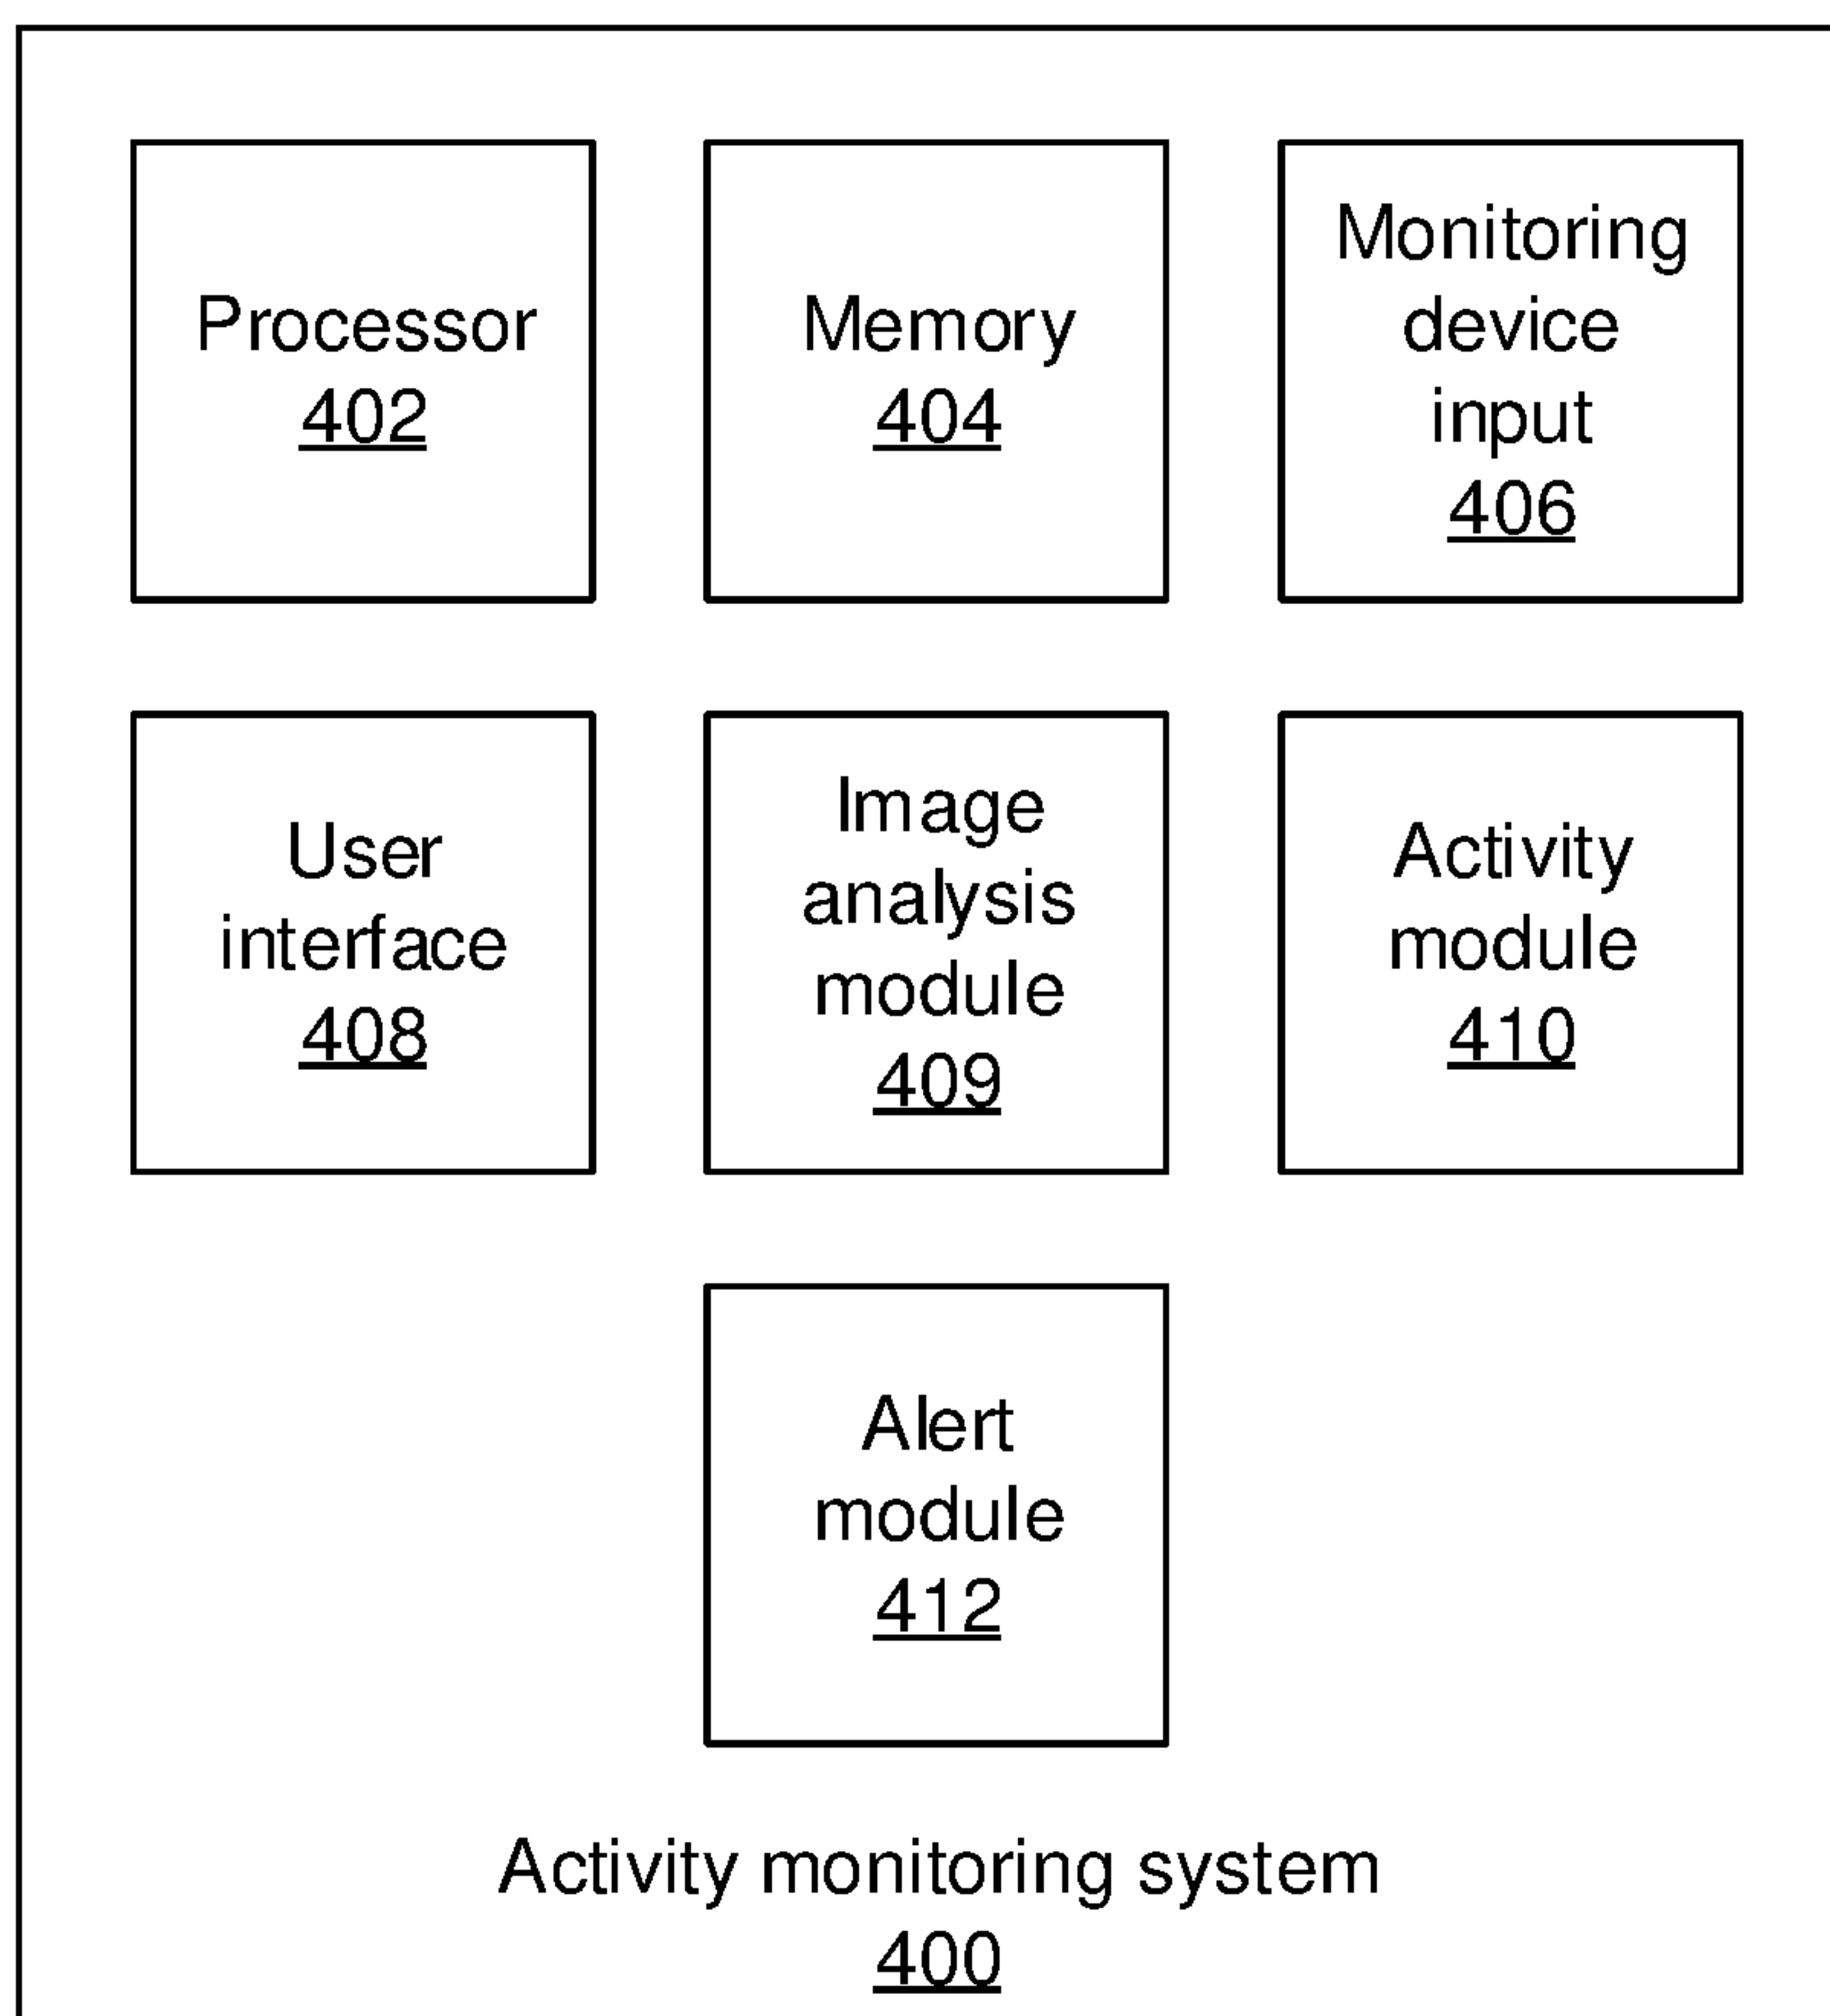 Processor
402
Memory
404
Monitoring
device
input
406
User
interface
408
Image
analysis
module
409
Activity
module
410
Alert
module
412
Activity monitoring system
400